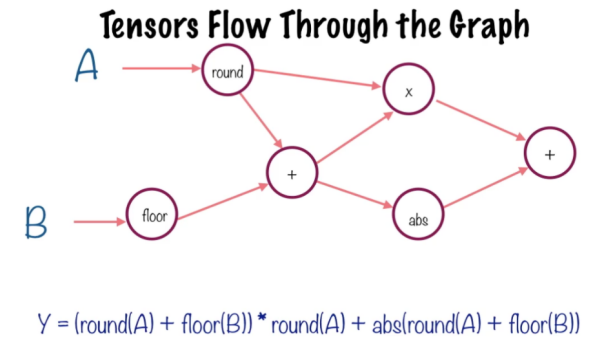 Tensors Flow Through the Graph
A
round
x
+
+
B
floor
abs
Y = (round(A) + floor(B)) * round(A) + abs(round(A) + floor(B))